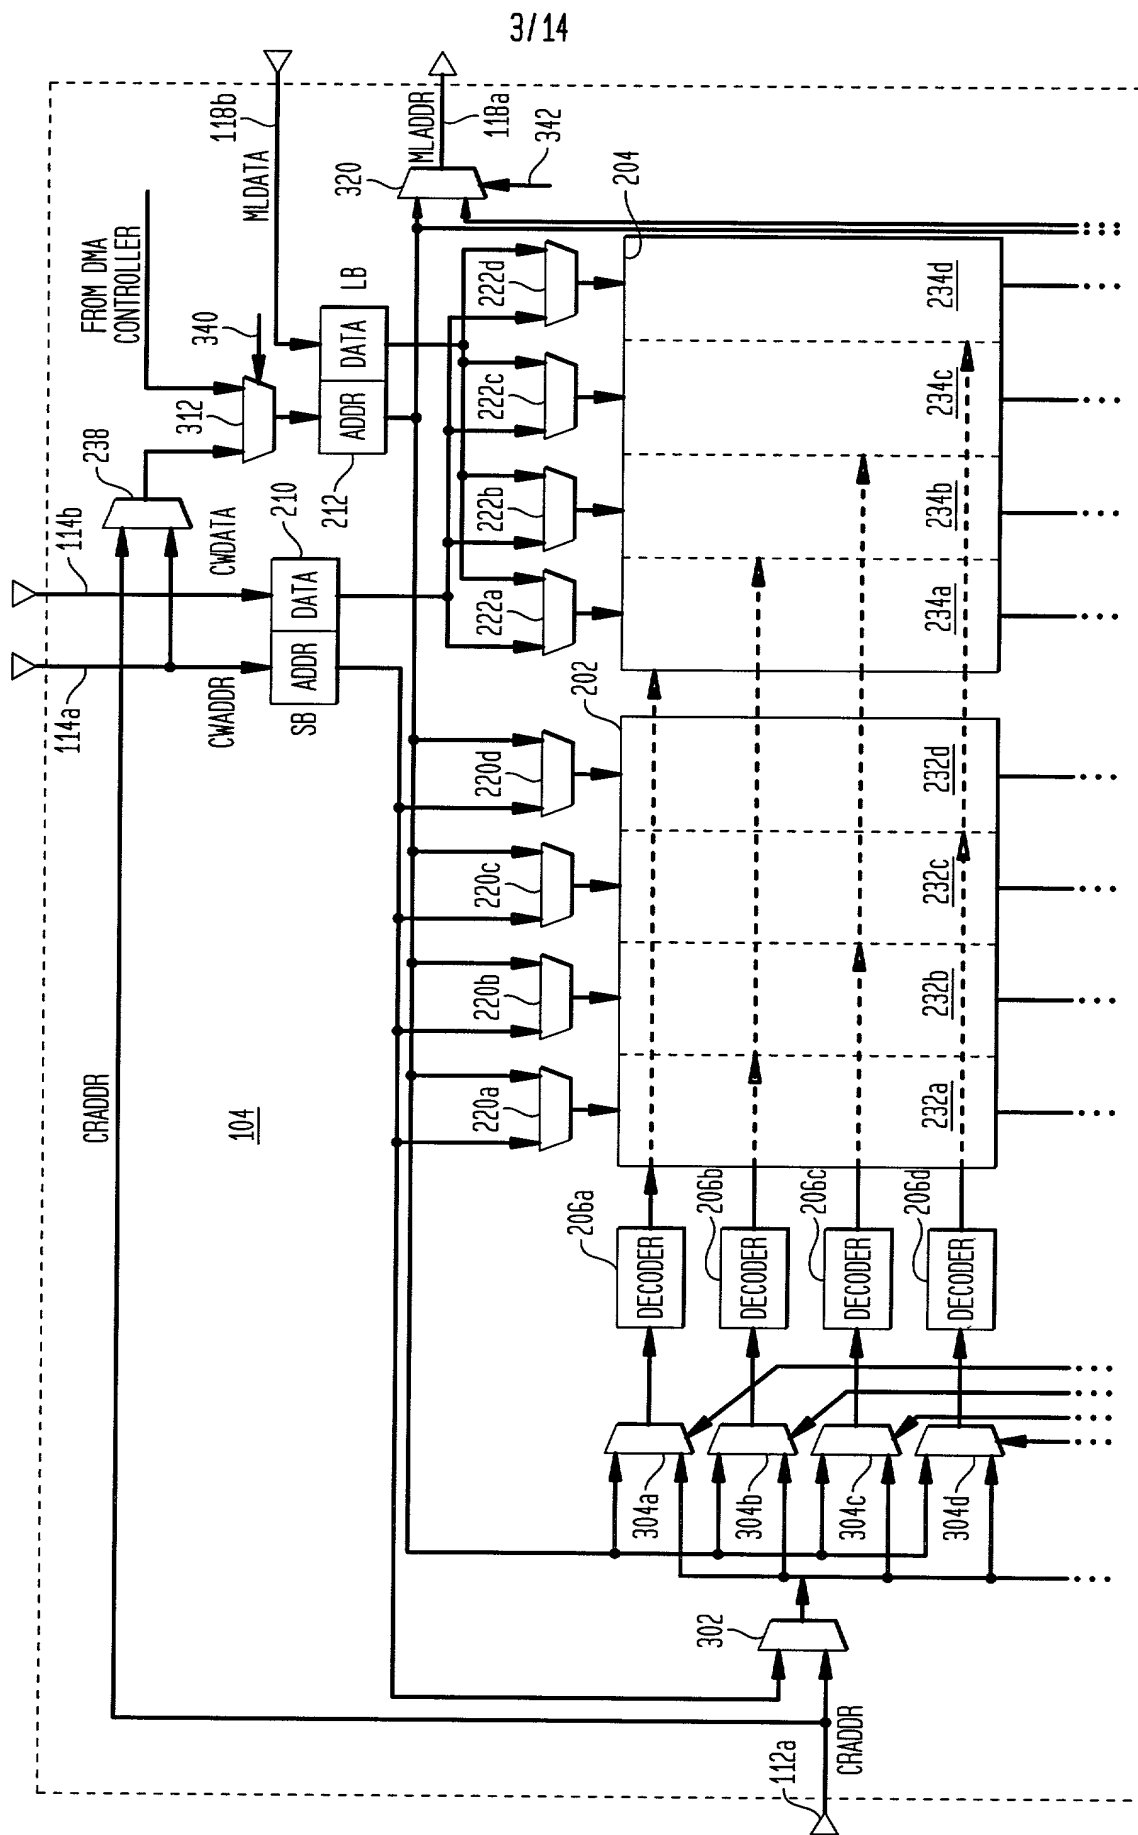 3/14
118b
MLDATA
118a
MLADDR
320
342
FROM DMA
CONTROLLER
340
312
238
LB
DATA
ADDR
212
114b
CWDATA
210
DATA
ADDR
SB
114a
CWADDR
CRADDR
104
222d
222c
222b
222a
204
234d
234c
234b
234a
220d
220c
220b
220a
202
232d
232c
232b
232a
206a
DECODER
206b
DECODER
206c
DECODER
206d
DECODER
304a
304b
304c
304d
302
112a
CRADDR